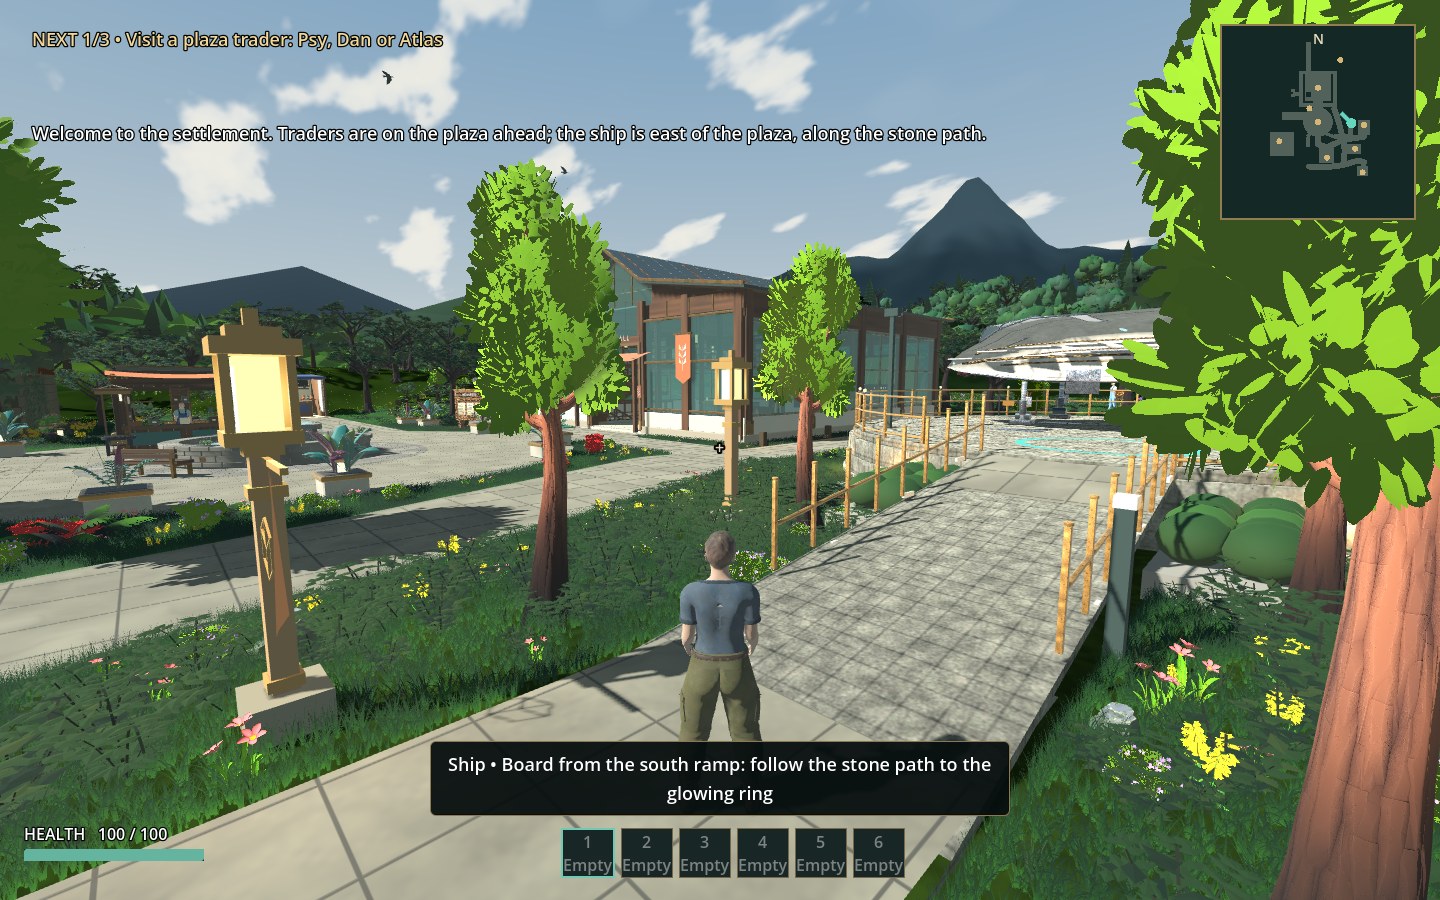 NEXT 1/3 • Visit a plaza trader: Psy, Dan or Atlas
N
Welcome to the settlement. Traders are on the plaza ahead; the ship is east of the plaza, along the stone path.
Ship • Board from the south ramp: follow the stone path to the
glowing ring
HEALTH 100 / 100
1 2 3 4 5 6
Empty Empty Empty Empty Empty Empty